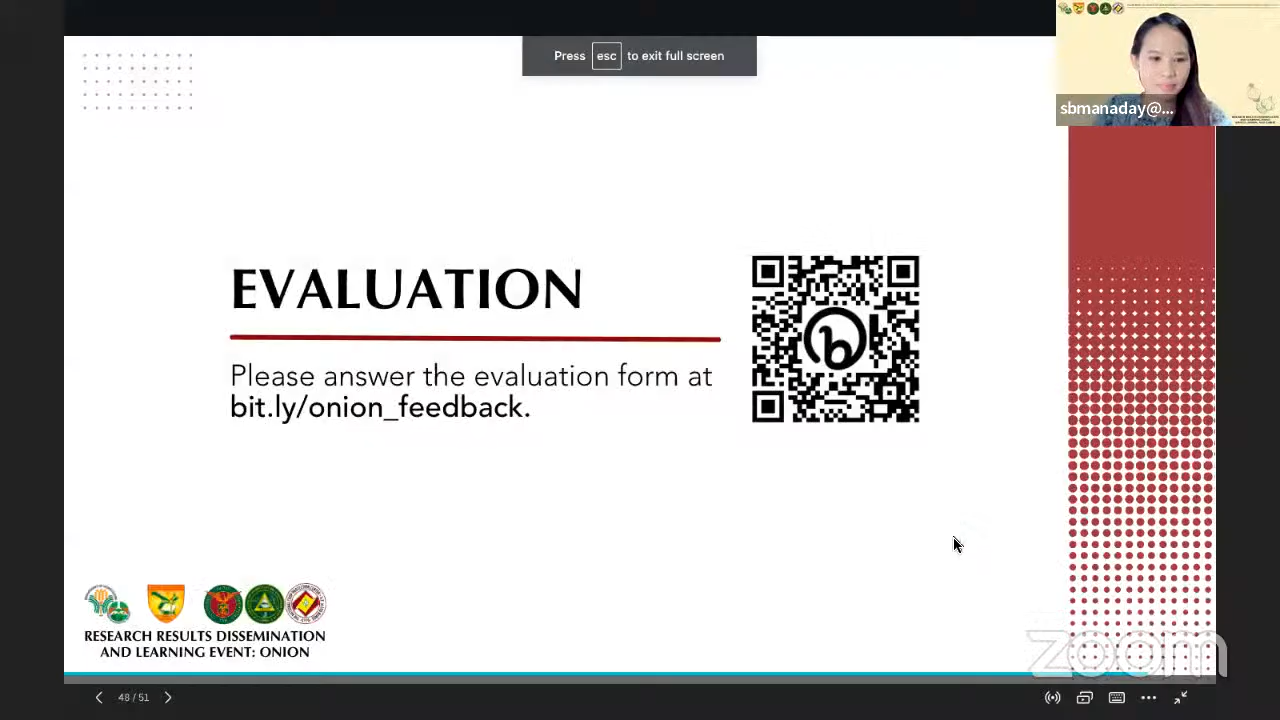 Press esc to exit full screen
sbmanaday@...
EVALUATION
Please answer the evaluation form at
bit.ly/onion_feedback.
RESEARCH RESULTS DISSEMINATION
AND LEARNING EVENT: ONION
zoom
48 / 51